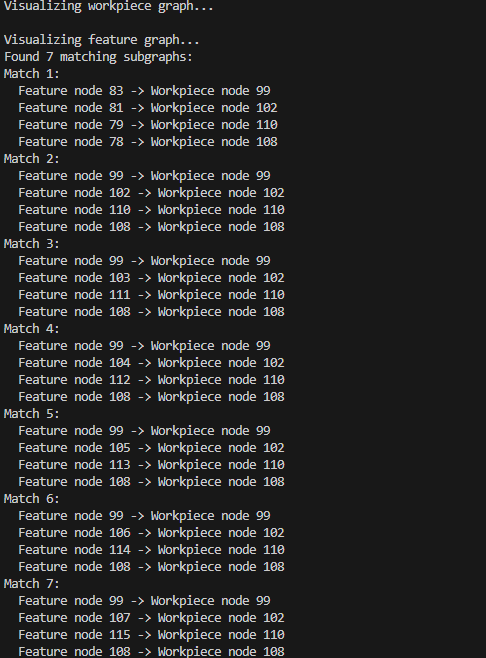 Visualizing workpiece graph...
Visualizing feature graph...
Found 7 matching subgraphs:
Match 1:
Feature node 83 -> Workpiece node 99
Feature node 81 -> Workpiece node 102
Feature node 79 -> Workpiece node 110
Feature node 78 -> Workpiece node 108
Match 2:
Feature node 99 -> Workpiece node 99
Feature node 102 -> Workpiece node 102
Feature node 110 -> Workpiece node 110
Feature node 108 -> Workpiece node 108
Match 3:
Feature node 99 -> Workpiece node 99
Feature node 103 -> Workpiece node 102
Feature node 111 -> Workpiece node 110
Feature node 108 -> Workpiece node 108
Match 4:
Feature node 99 -> Workpiece node 99
Feature node 104 -> Workpiece node 102
Feature node 112 -> Workpiece node 110
Feature node 108 -> Workpiece node 108
Match 5:
Feature node 99 -> Workpiece node 99
Feature node 105 -> Workpiece node 102
Feature node 113 -> Workpiece node 110
Feature node 108 -> Workpiece node 108
Match 6:
Feature node 99 -> Workpiece node 99
Feature node 106 -> Workpiece node 102
Feature node 114 -> Workpiece node 110
Feature node 108 -> Workpiece node 108
Match 7:
Feature node 99 -> Workpiece node 99
Feature node 107 -> Workpiece node 102
Feature node 115 -> Workpiece node 110
Feature node 108 -> Workpiece node 108